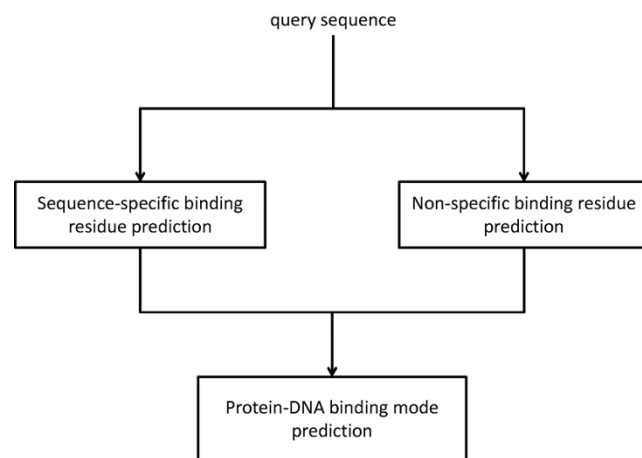 query sequence
Sequence-specific binding
residue prediction
Non-specific binding residue
prediction
Protein-DNA binding mode
prediction